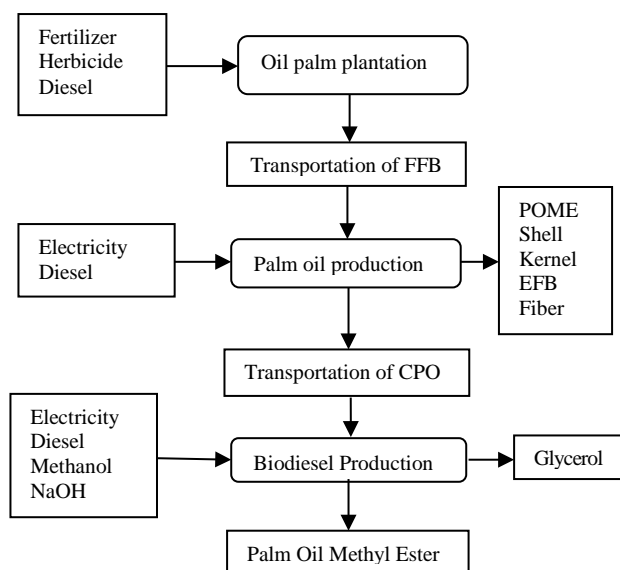 Fertilizer
Herbicide
Diesel
Oil palm plantation
Transportation of FFB
Electricity
Diesel
Palm oil production
POME
Shell
Kernel
EFB
Fiber
Transportation of CPO
Electricity
Diesel
Methanol
NaOH
Biodiesel Production
Glycerol
Palm Oil Methyl Ester